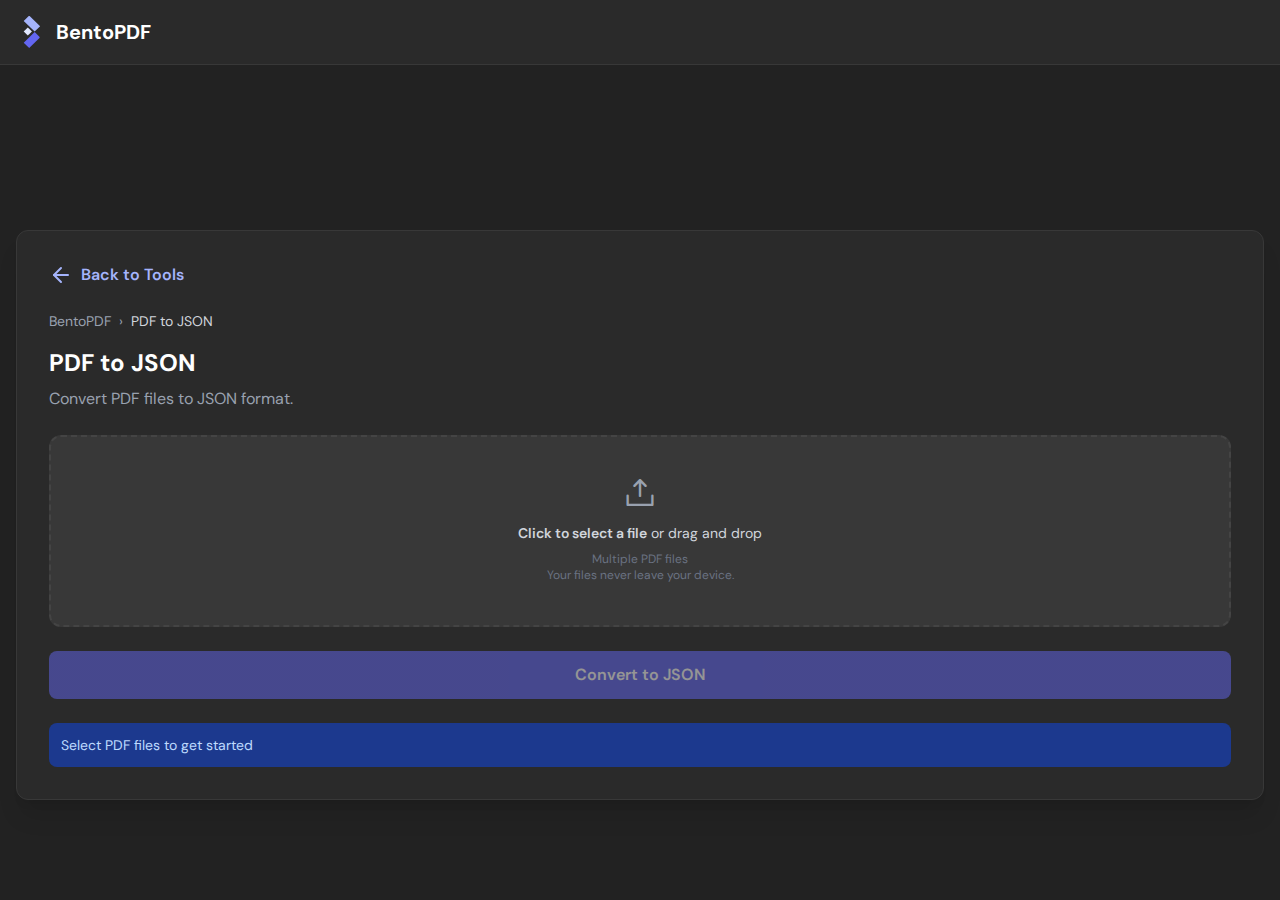 BentoPDF
Back to Tools
BentoPDF › PDF to JSON
PDF to JSON
Convert PDF files to JSON format.
Click to select a file or drag and drop
Multiple PDF files
Your files never leave your device.
Convert to JSON
Select PDF files to get started